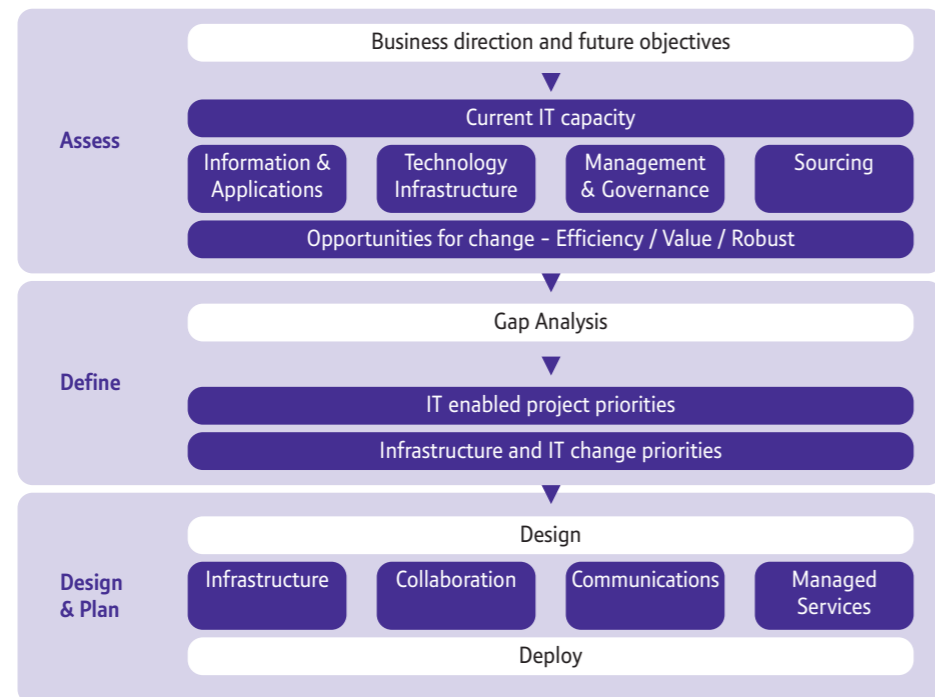 Business direction and future objectives
Assess
Current IT capacity
Information &
Applications
Technology
Infrastructure
Management
& Governance
Sourcing
Opportunities for change – Efficiency / Value / Robust
Define
Gap Analysis
IT enabled project priorities
Infrastructure and IT change priorities
Design
& Plan
Design
Infrastructure
Collaboration
Communications
Managed
Services
Deploy